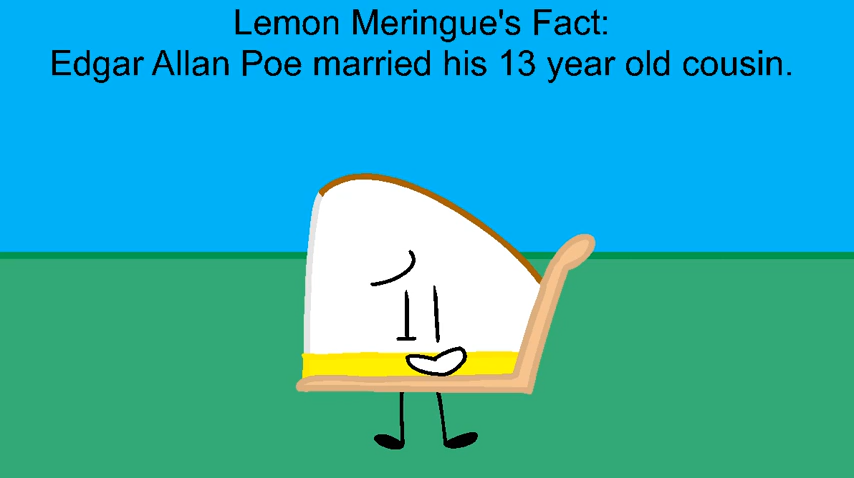 Lemon Meringue's Fact:
Edgar Allan Poe married his 13 year old cousin.